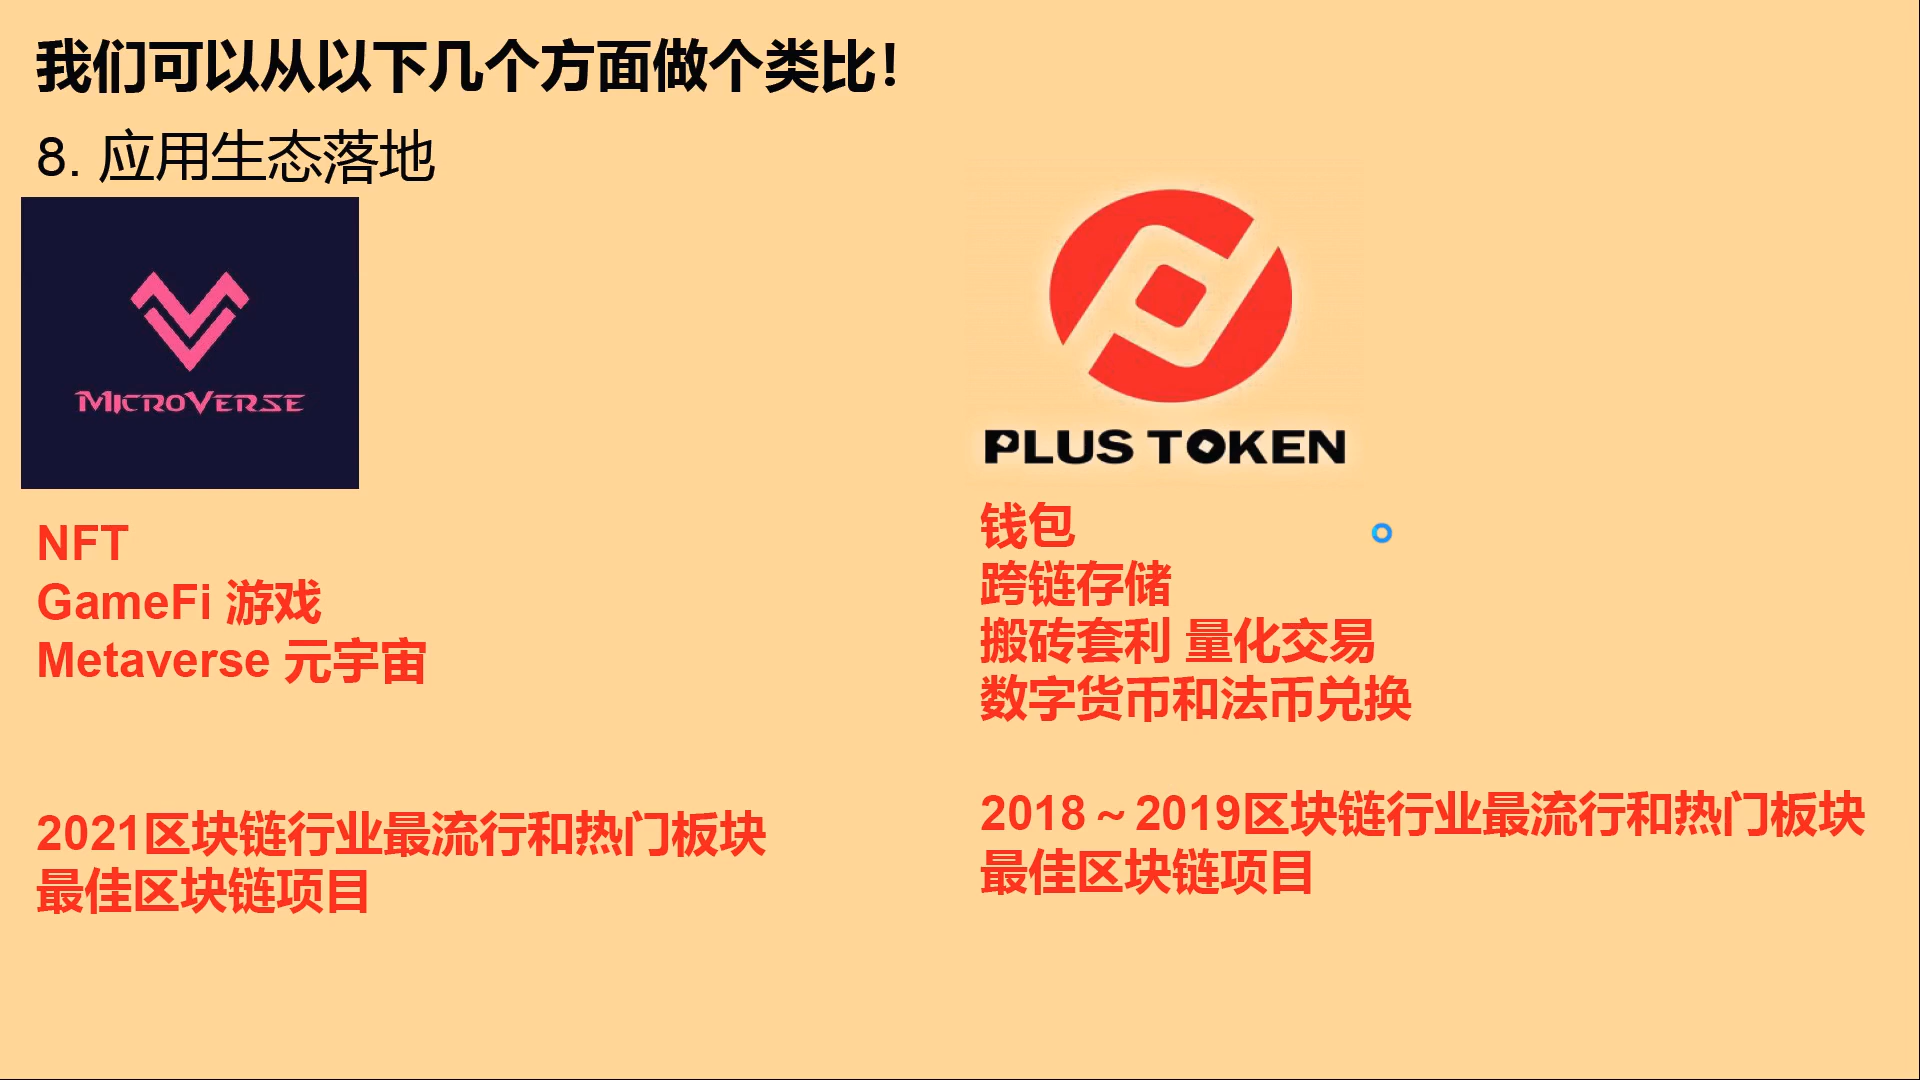 我们可以从以下几个方面做个类比！
8. 应用生态落地
MICROVERSE
NFT
GameFi 游戏
Metaverse 元宇宙
2021区块链行业最流行和热门板块
最佳区块链项目
PLUS TOKEN
钱包
跨链存储
搬砖套利 量化交易
数字货币和法币兑换
2018～2019区块链行业最流行和热门板块
最佳区块链项目